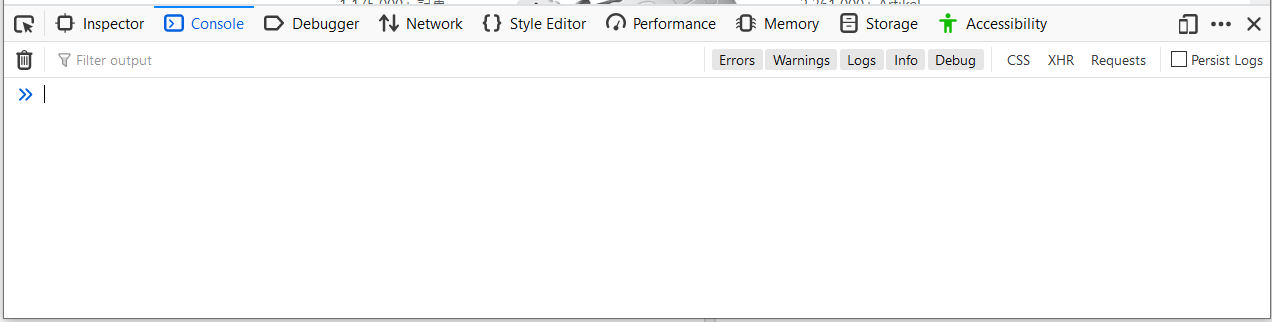 Inspector Console Debugger Network Style Editor Performance Memory Storage Accessibility
Filter output Errors Warnings Logs Info Debug CSS XHR Requests Persist Logs